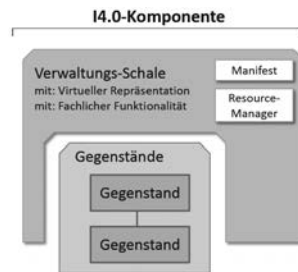 I4.0-Komponente
Verwaltungs-Schale
mit: Virtueller Repräsentation
mit: Fachlicher Funktionalität
Manifest
Resource-
Manager
Gegenstände
Gegenstand
Gegenstand